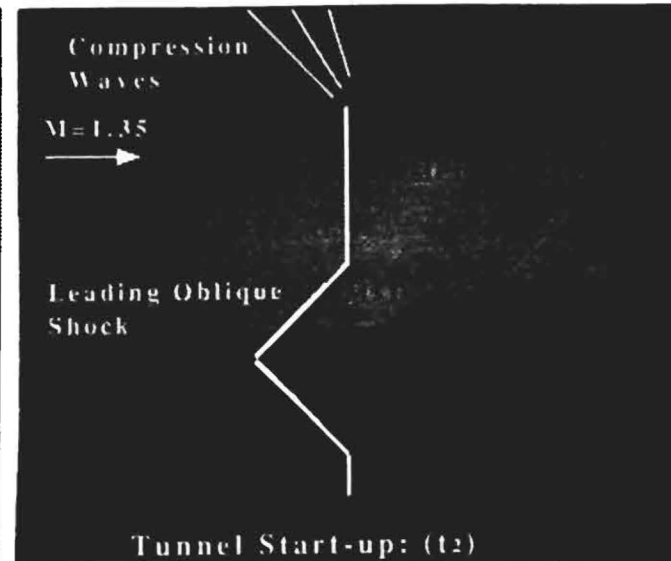 Compression
Waves
M=1.35
Leading Oblique
Shock
Tunnel Start-up: (t2)